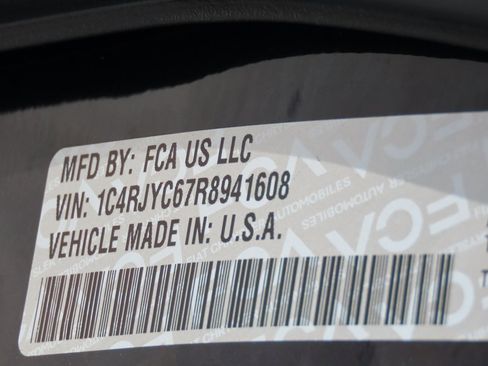 MFD BY: FCA US LLC
VIN: 1C4RJYC67R8941608
VEHICLE MADE IN: U.S.A.